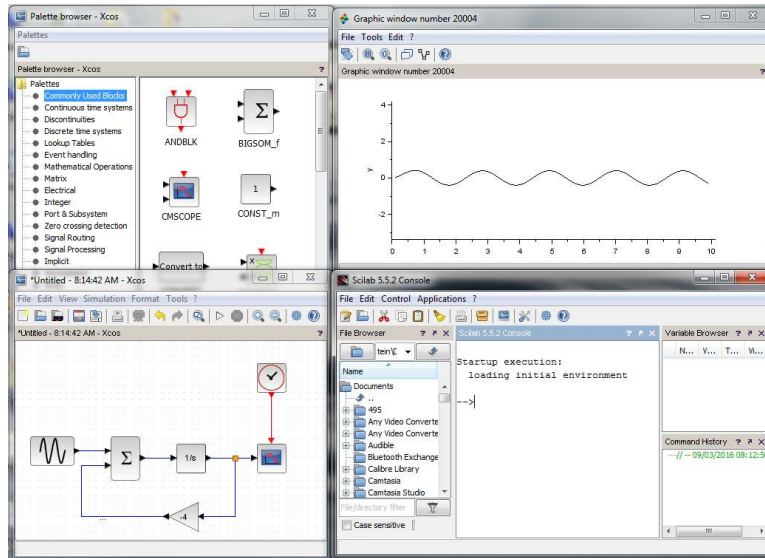 Palette browser - Xcos
Palettes
Palette browser - Xcos ?
Palettes
Commonly Used Blocks
Continuous time systems
Discontinuities
Discrete time systems
Lookup Tables
Event handling
Mathematical Operations
Matrix
Electrical
Integer
Port & Subsystem
Zero crossing detection
Signal Routing
Signal Processing
Implicit
Σ
ANDBLK BIGSOM_f
1
CMSCOPE CONST_m
Convert to
X
Graphic window number 20004
File Tools Edit ?
Graphic window number 20004 ?
4
2
0
-2
y
0 1 2 3 4 5 6 7 8 9 10
*Untitled - 8:14:42 AM - Xcos
File Edit View Simulation Format Tools ?
*Untitled - 8:14:42 AM - Xcos ?
Σ
1/s
-4
...
Scilab 5.5.2 Console
File Edit Control Applications ?
File Browser ? ↗ X
tein\
Name
Documents
..
495
Any Video Converte
Any Video Converte
Audible
Bluetooth Exchange
Calibre Library
Camtasia
Camtasia Studio
File/directory filter
Case sensitive
Scilab 5.5.2 Console ? ↗ X
Startup execution:
loading initial environment
-->
Variable Browser ? ↗ X
N... V... T... Vi...
Command History ? ↗ X
---// -- 09/03/2016 08:12:5